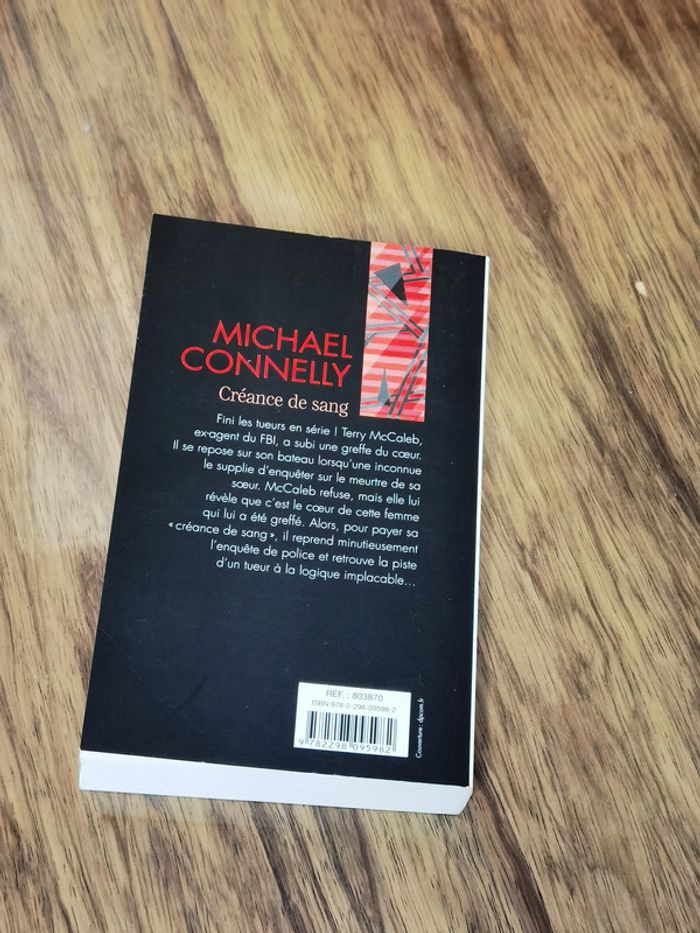 MICHAEL
CONNELLY
Créance de sang
Fini les tueurs en série ! Terry McCaleb,
ex-agent du FBI, a subi une greffe du cœur.
Il se repose sur son bateau lorsqu'une inconnue
le supplie d'enquêter sur le meurtre de sa
sœur. McCaleb refuse, mais elle lui
révèle que c'est le cœur de cette femme
qui lui a été greffé. Alors, pour payer sa
« créance de sang », il reprend minutieusement
l'enquête de police et retrouve la piste
d'un tueur à la logique implacable...
RÉF. : 803870
ISBN 978-2-298-09598-2
9 782298 095982
Couverture : dpcom.fr